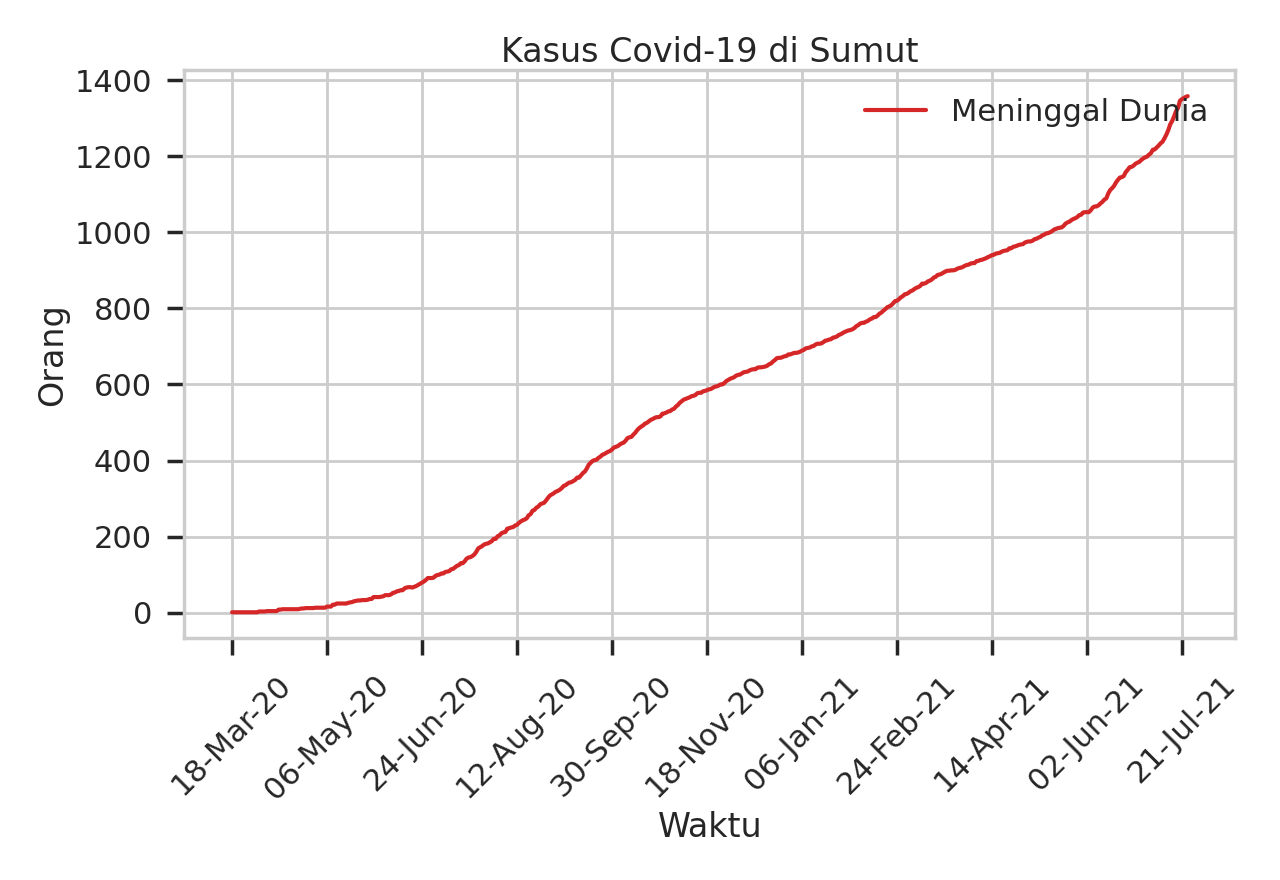 Kasus Covid-19 di Sumut
Meninggal Dunia
Orang
1400
1200
1000
800
600
400
200
0
18-Mar-20
06-May-20
24-Jun-20
12-Aug-20
30-Sep-20
18-Nov-20
06-Jan-21
24-Feb-21
14-Apr-21
02-Jun-21
21-Jul-21
Waktu